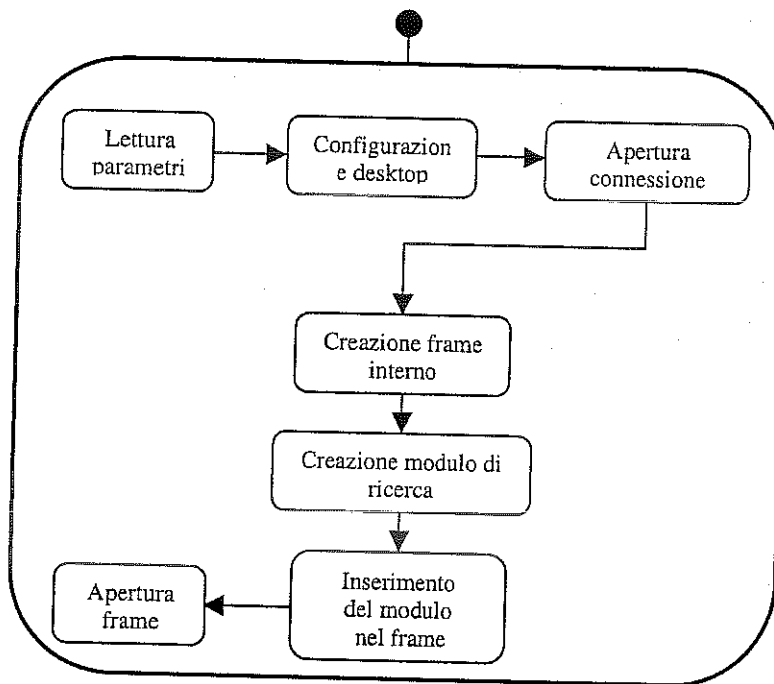 Lettura
parametri
Configurazion
e desktop
Apertura
connessione
Creazione frame
interno
Creazione modulo di
ricerca
Inserimento
del modulo
nel frame
Apertura
frame